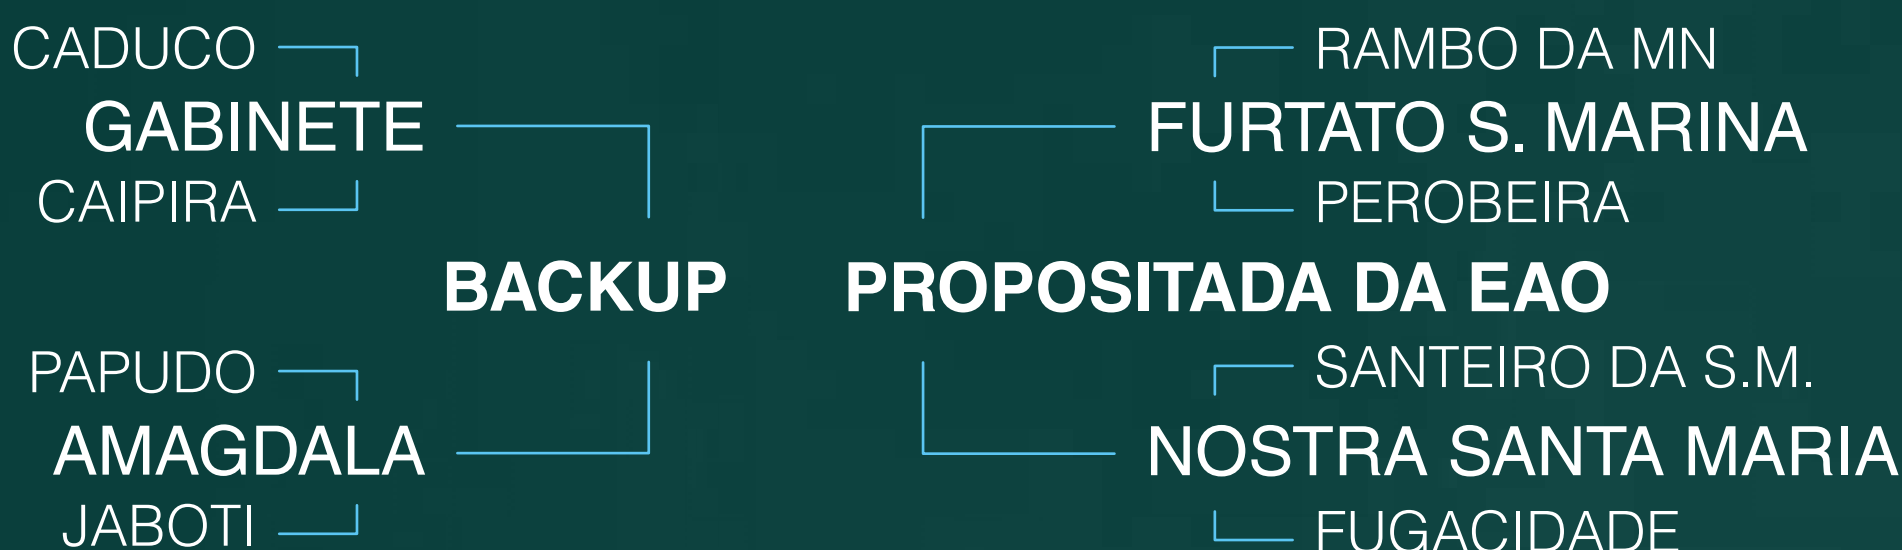 CADUCO
GABINETE
CAIPIRA
BACKUP
PAPUDO
AMAGDALA
JABOTI
RAMBO DA MN
FURTATO S. MARINA
PEROBEIRA
PROPOSITADA DA EAO
SANTEIRO DA S.M.
NOSTRA SANTA MARIA
FUGACIDADE